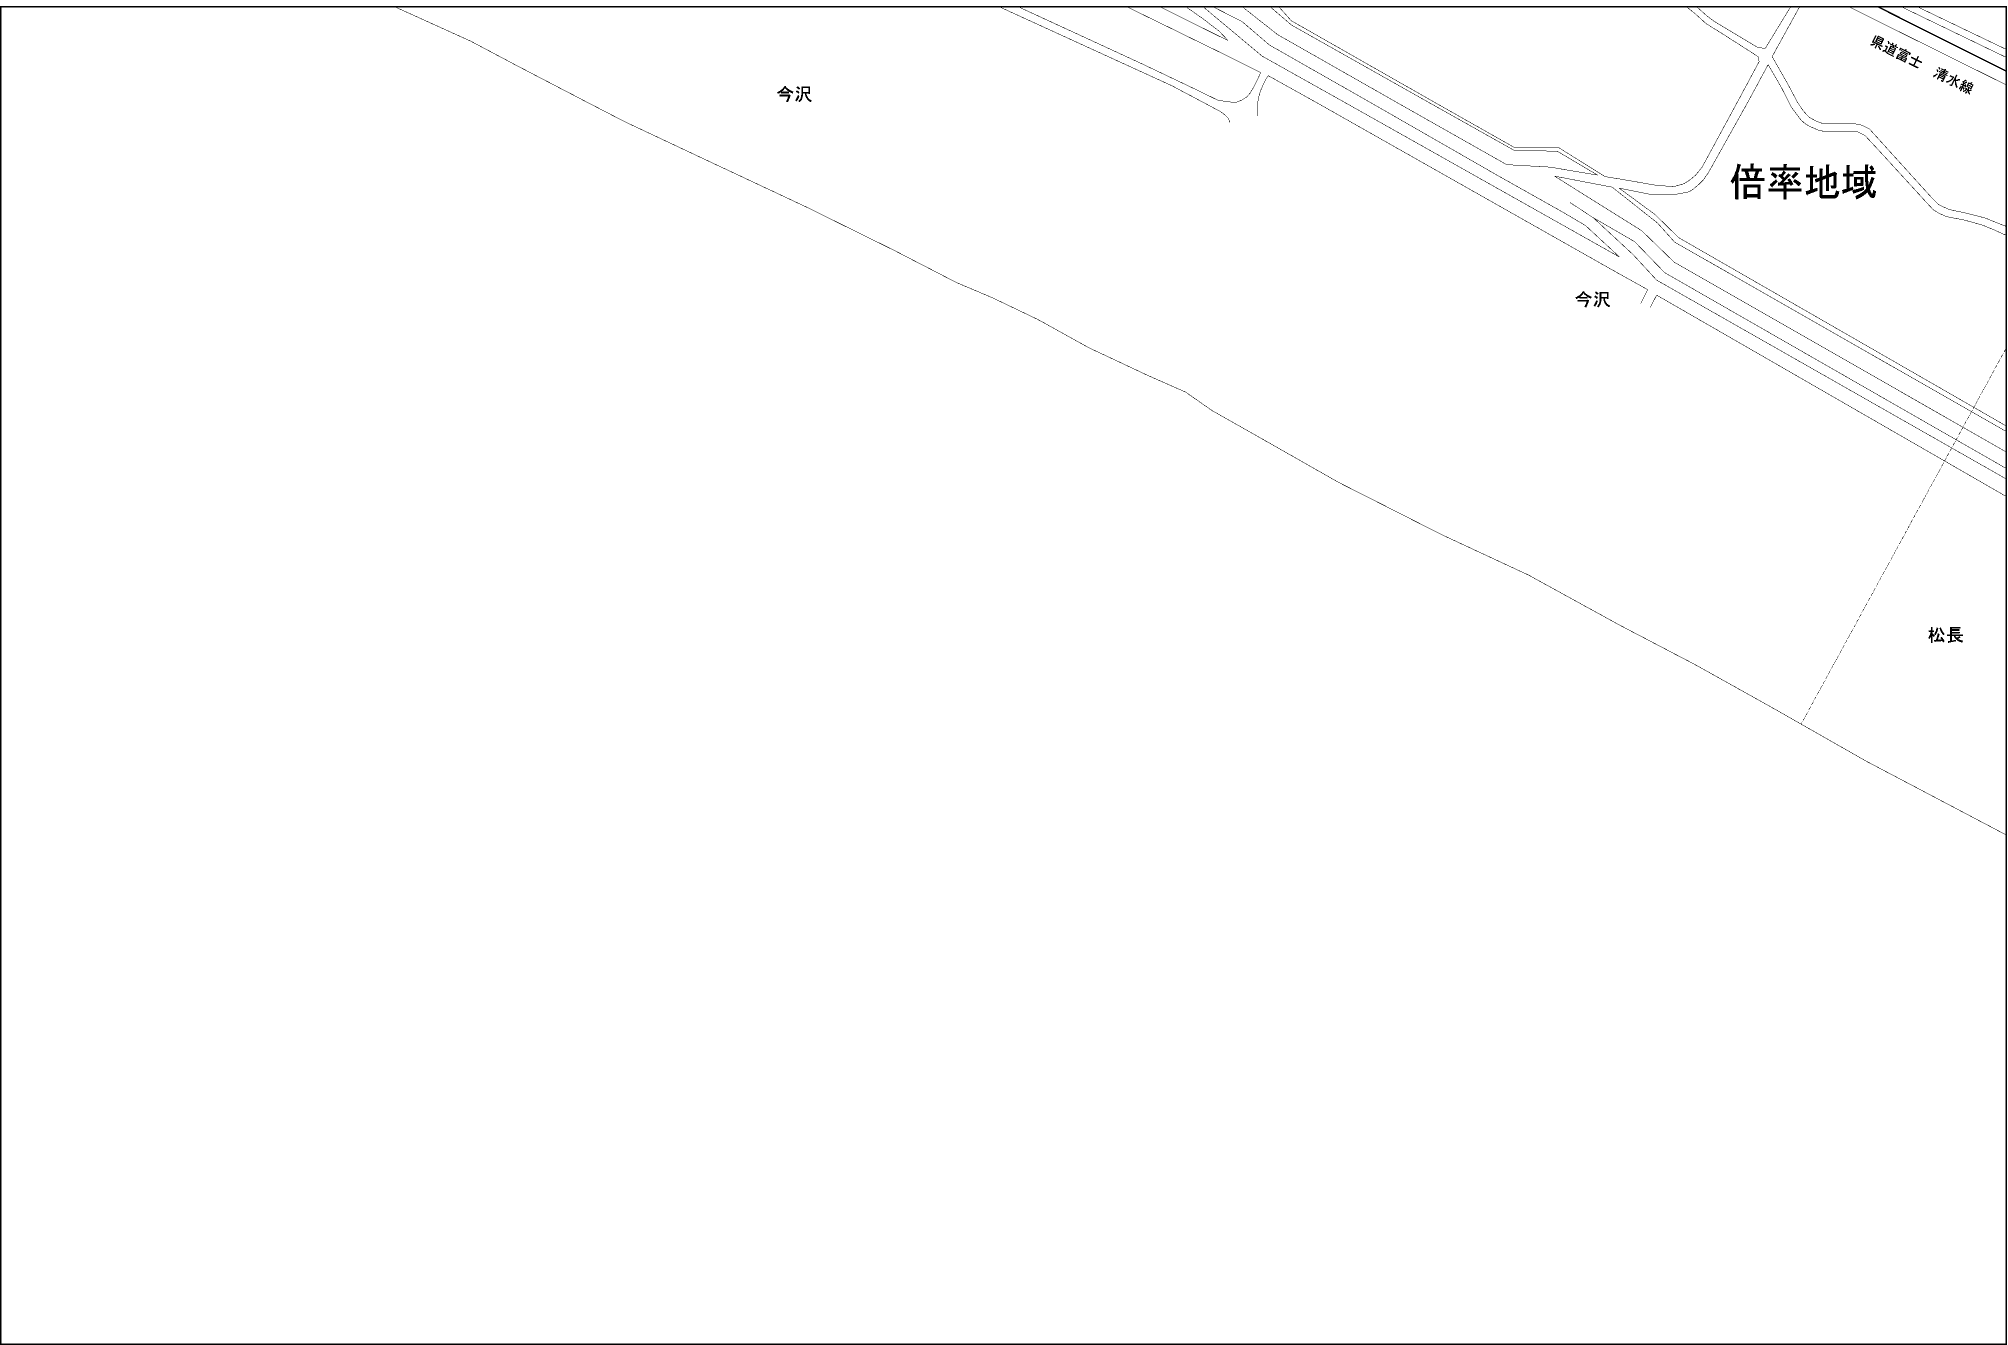 県道富士　清水線
今沢
倍率地域
今沢
松長